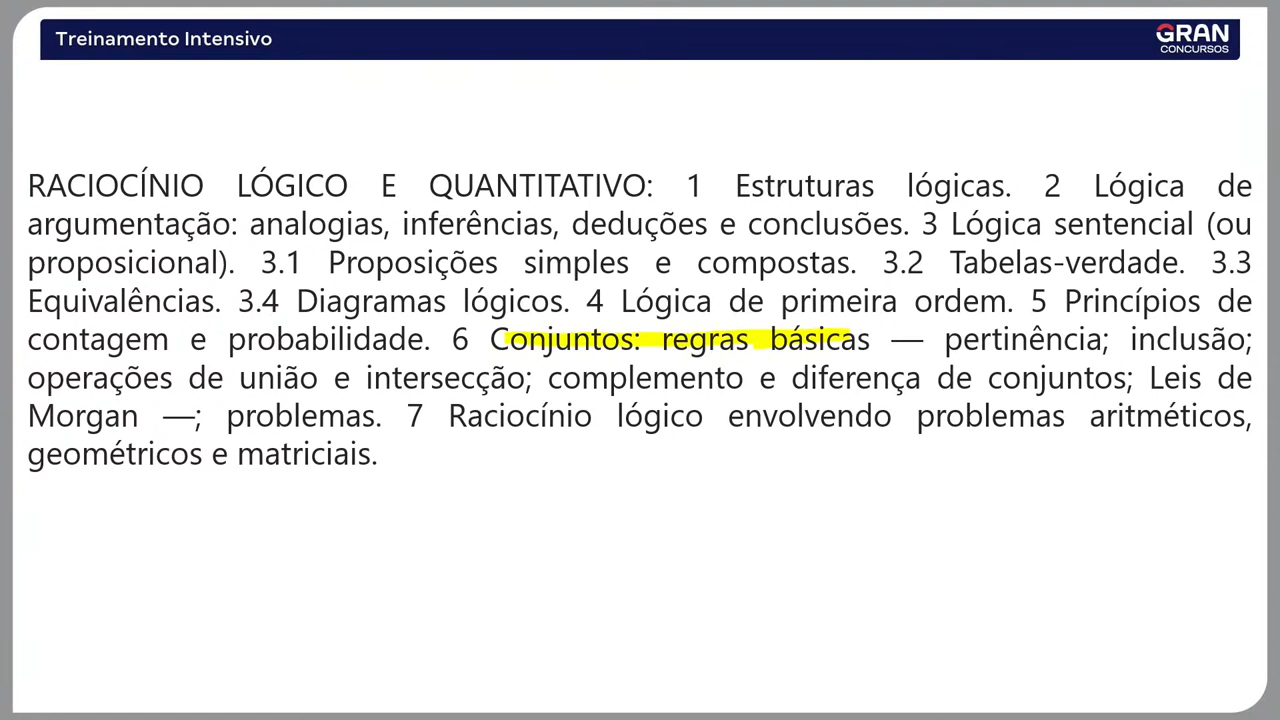 Treinamento Intensivo
GRAN
CONCURSOS
RACIOCÍNIO LÓGICO E QUANTITATIVO: 1 Estruturas lógicas. 2 Lógica de
argumentação: analogias, inferências, deduções e conclusões. 3 Lógica sentencial (ou
proposicional). 3.1 Proposições simples e compostas. 3.2 Tabelas-verdade. 3.3
Equivalências. 3.4 Diagramas lógicos. 4 Lógica de primeira ordem. 5 Princípios de
contagem e probabilidade. 6 Conjuntos: regras básicas — pertinência; inclusão;
operações de união e intersecção; complemento e diferença de conjuntos; Leis de
Morgan —; problemas. 7 Raciocínio lógico envolvendo problemas aritméticos,
geométricos e matriciais.